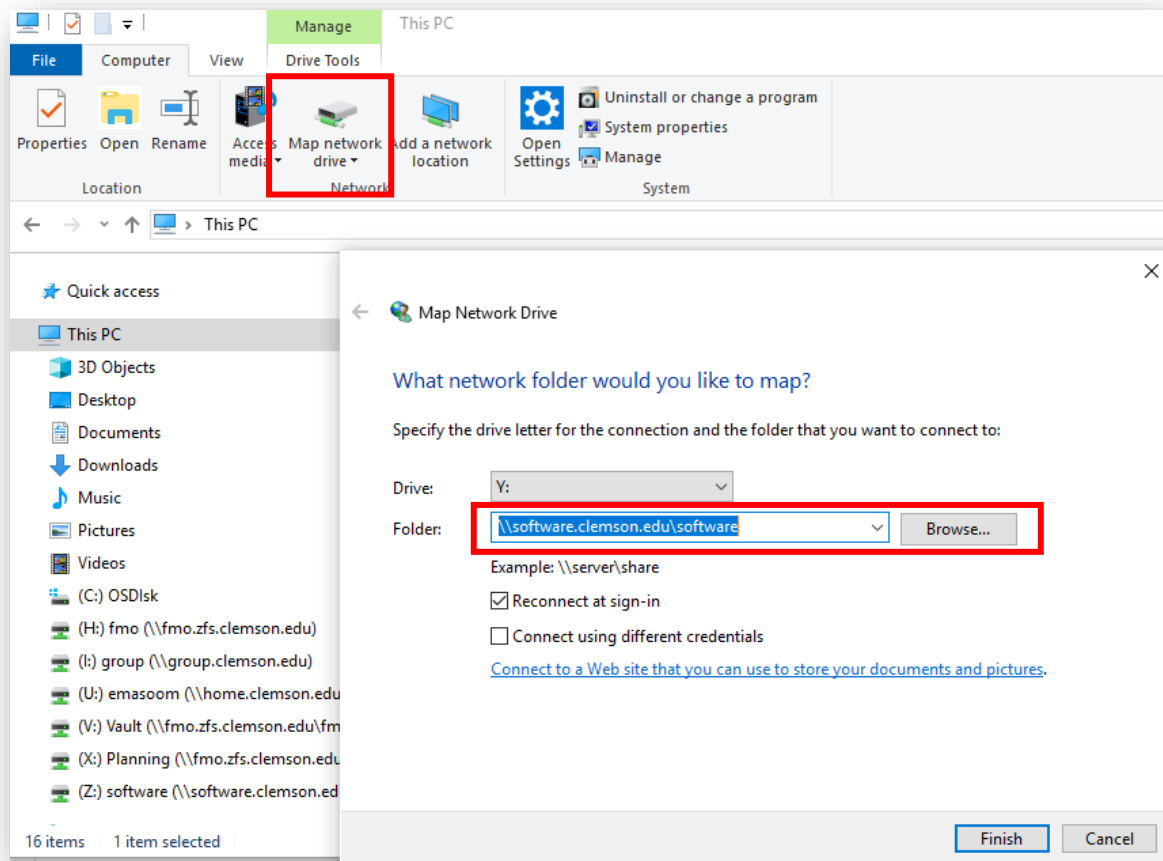 Manage
This PC
File
Computer
View
Drive Tools
Properties
Open
Rename
Access media
Map network drive
Add a network location
Open Settings
Uninstall or change a program
System properties
Manage
Location
Network
System
This PC
Quick access
This PC
3D Objects
Desktop
Documents
Downloads
Music
Pictures
Videos
(C:) OSDIsk
(H:) fmo (\\fmo.zfs.clemson.edu)
(I:) group (\\group.clemson.edu)
(U:) emasoom (\\home.clemson.edu
(V:) Vault (\\fmo.zfs.clemson.edu\fm
(X:) Planning (\\fmo.zfs.clemson.edu
(Z:) software (\\software.clemson.ed
16 items
1 item selected
Map Network Drive
What network folder would you like to map?
Specify the drive letter for the connection and the folder that you want to connect to:
Drive:
Y:
Folder:
\\software.clemson.edu\software
Browse...
Example: \\server\share
Reconnect at sign-in
Connect using different credentials
Connect to a Web site that you can use to store your documents and pictures.
Finish
Cancel